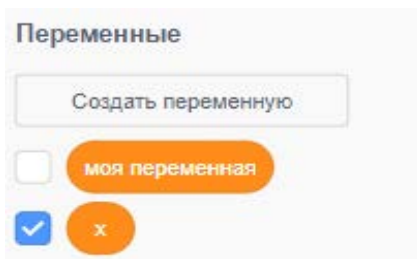 Переменные
Создать переменную
моя переменная
x